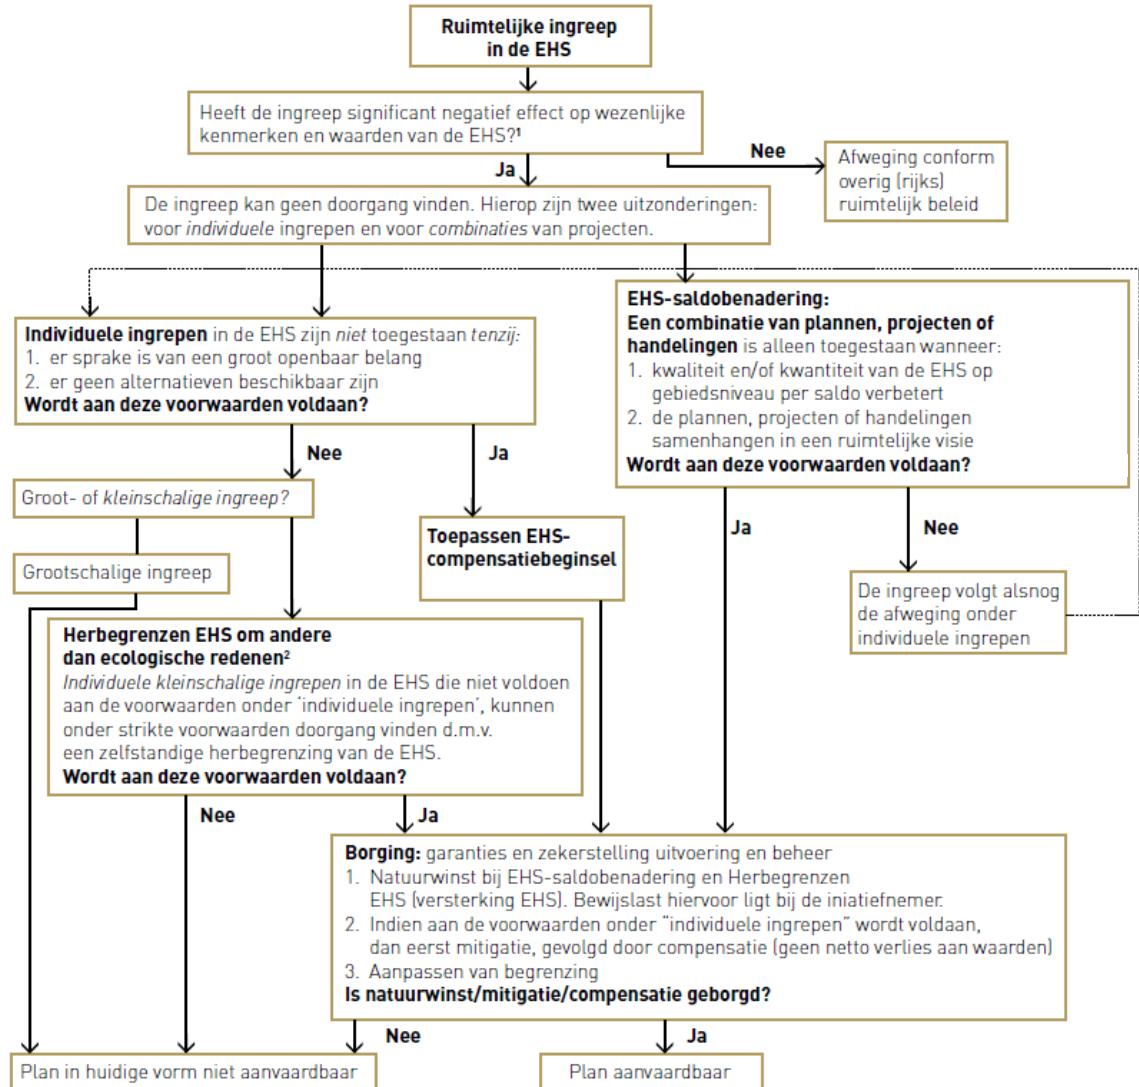 Ruimtelijke ingreep
in de EHS
Heeft de ingreep significant negatief effect op wezenlijke
kenmerken en waarden van de EHS?¹
Nee
Afweging conform
overig (rijks)
ruimtelijk beleid
Ja
De ingreep kan geen doorgang vinden. Hierop zijn twee uitzonderingen:
voor individuele ingrepen en voor combinaties van projecten.
Individuele ingrepen in de EHS zijn niet toegestaan tenzij:
1. er sprake is van een groot openbaar belang
2. er geen alternatieven beschikbaar zijn
Wordt aan deze voorwaarden voldaan?
EHS-saldobenadering:
Een combinatie van plannen, projecten of
handelingen is alleen toegestaan wanneer:
1. kwaliteit en/of kwantiteit van de EHS op
gebiedsniveau per saldo verbetert
2. de plannen, projecten of handelingen
samenhangen in een ruimtelijke visie
Wordt aan deze voorwaarden voldaan?
Nee
Ja
Groot- of kleinschalige ingreep?
Grootschalige ingreep
Toepassen EHS-
compensatiebeginsel
Ja
Nee
De ingreep volgt alsnog
de afweging onder
individuele ingrepen
Herbegrenzen EHS om andere
dan ecologische redenen²
Individuele kleinschalige ingrepen in de EHS die niet voldoen
aan de voorwaarden onder ‘individuele ingrepen’, kunnen
onder strikte voorwaarden doorgang vinden d.m.v.
een zelfstandige herbegrenzing van de EHS.
Wordt aan deze voorwaarden voldaan?
Nee
Ja
Borging: garanties en zekerstelling uitvoering en beheer
1. Natuurwinst bij EHS-saldobenadering en Herbegrenzen
EHS (versterking EHS). Bewijslast hiervoor ligt bij de iniatiefnemer.
2. Indien aan de voorwaarden onder “individuele ingrepen” wordt voldaan,
dan eerst mitigatie, gevolgd door compensatie (geen netto verlies aan waarden)
3. Aanpassen van begrenzing
Is natuurwinst/mitigatie/compensatie geborgd?
Nee
Ja
Plan in huidige vorm niet aanvaardbaar
Plan aanvaardbaar